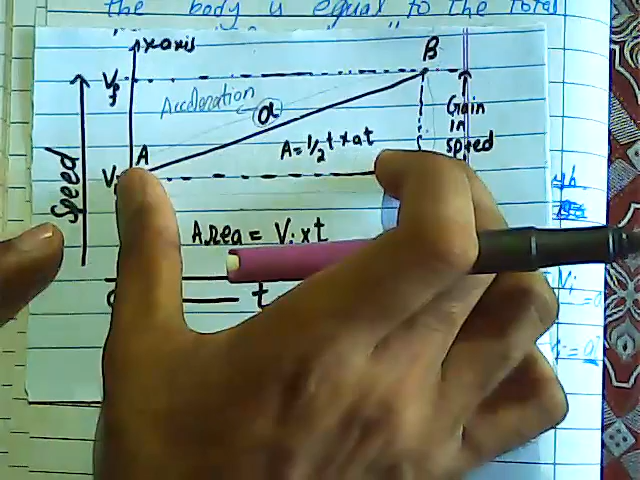 the body is equal to the total
x axis
Vf
B
Acceleration
a
Gain
in
speed
A
A = 1/2 t x at
Vi
Speed
Area = Vi x t
t
Vi